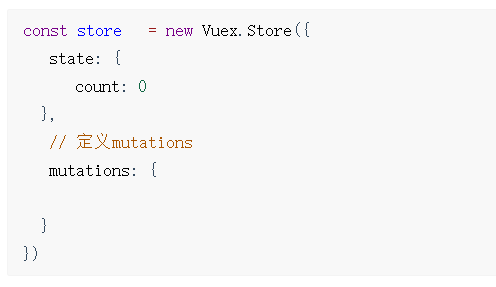 const store  = new Vuex.Store({
   state: {
      count: 0
  },
   // 定义mutations
   mutations: {
  }
})